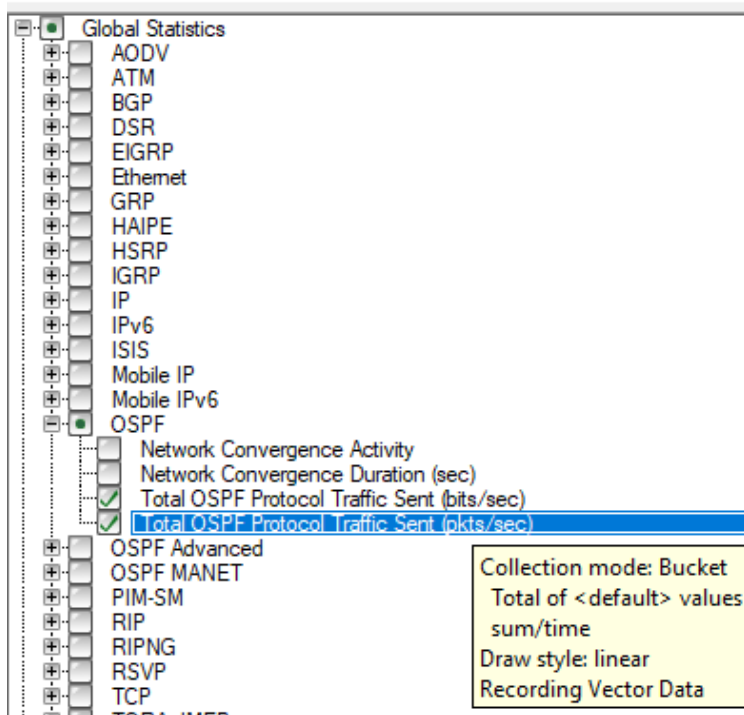 Global Statistics
AODV
ATM
BGP
DSR
EIGRP
Ethernet
GRP
HAIPE
HSRP
IGRP
IP
IPv6
ISIS
Mobile IP
Mobile IPv6
OSPF
Network Convergence Activity
Network Convergence Duration (sec)
Total OSPF Protocol Traffic Sent (bits/sec)
Total OSPF Protocol Traffic Sent (pkts/sec)
OSPF Advanced
OSPF MANET
PIM-SM
RIP
RIPNG
RSVP
TCP
Collection mode: Bucket
Total of <default> values
sum/time
Draw style: linear
Recording Vector Data